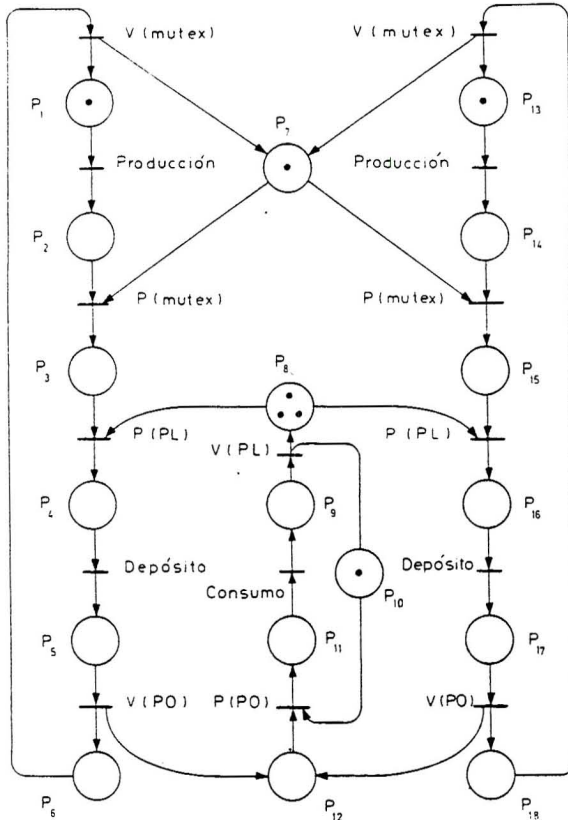 V (mutex)
V (mutex)
P₁
P₇
P₁₃
Producción
Producción
P₂
P₁₄
P (mutex)
P (mutex)
P₃
P₈
P₁₅
P (PL)
V (PL)
P (PL)
P₄
P₉
P₁₆
Depósito
Consumo
P₁₀
Depósito
P₅
P₁₁
P₁₇
V (PO)
P (PO)
V (PO)
P₆
P₁₂
P₁₈